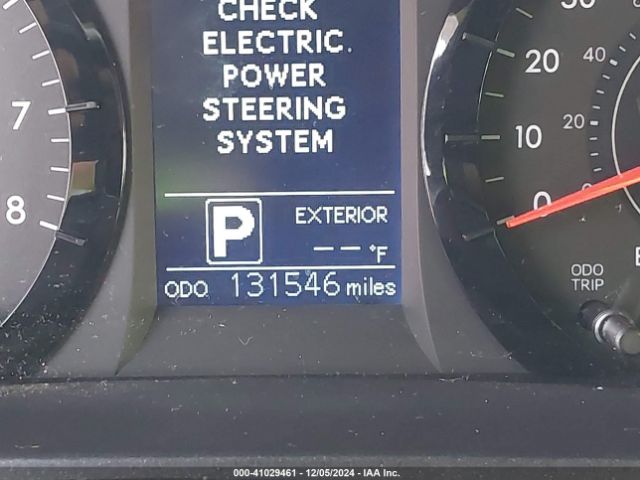 CHECK
ELECTRIC
POWER
STEERING
SYSTEM
P
EXTERIOR
-- °F
ODO 131546 miles
7
8
20
10
0
40
20
ODO
TRIP
000-41029461 - 12/05/2024 - IAA Inc.